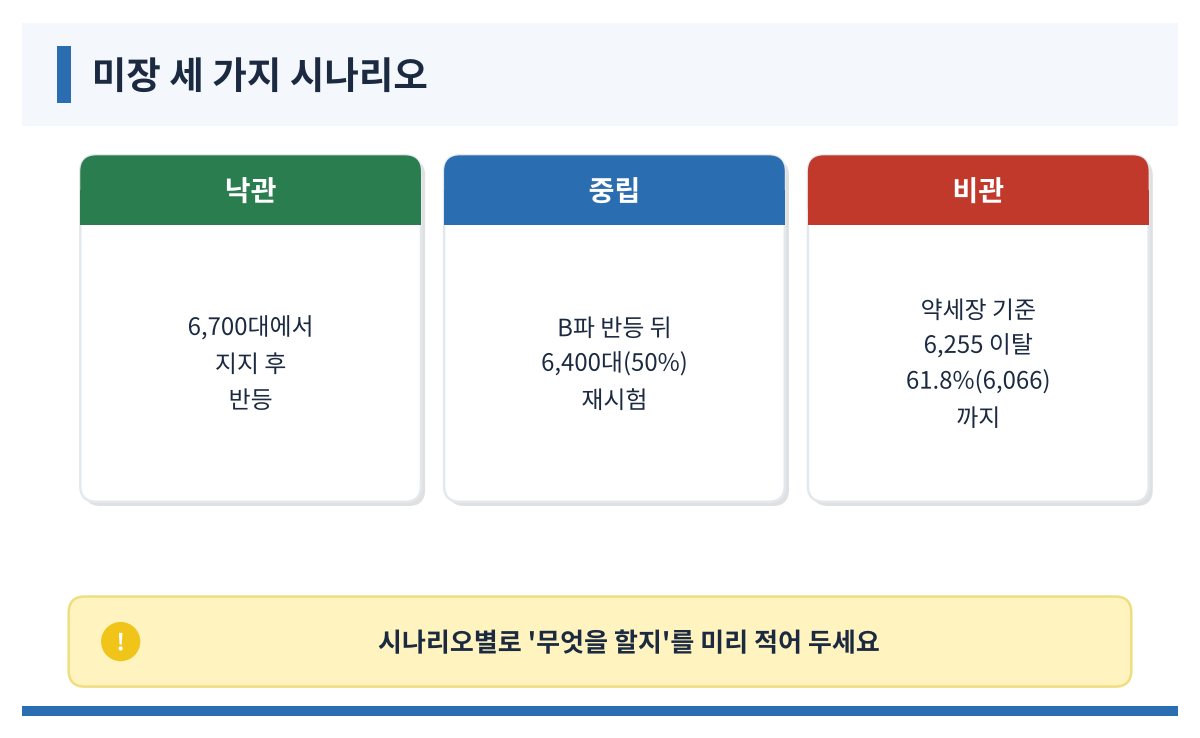 미장 세 가지 시나리오
낙관
6,700대에서
지지 후
반등
중립
B파 반등 뒤
6,400대(50%)
재시험
비관
약세장 기준
6,255 이탈
61.8%(6,066)
까지
!
시나리오별로 '무엇을 할지'를 미리 적어 두세요